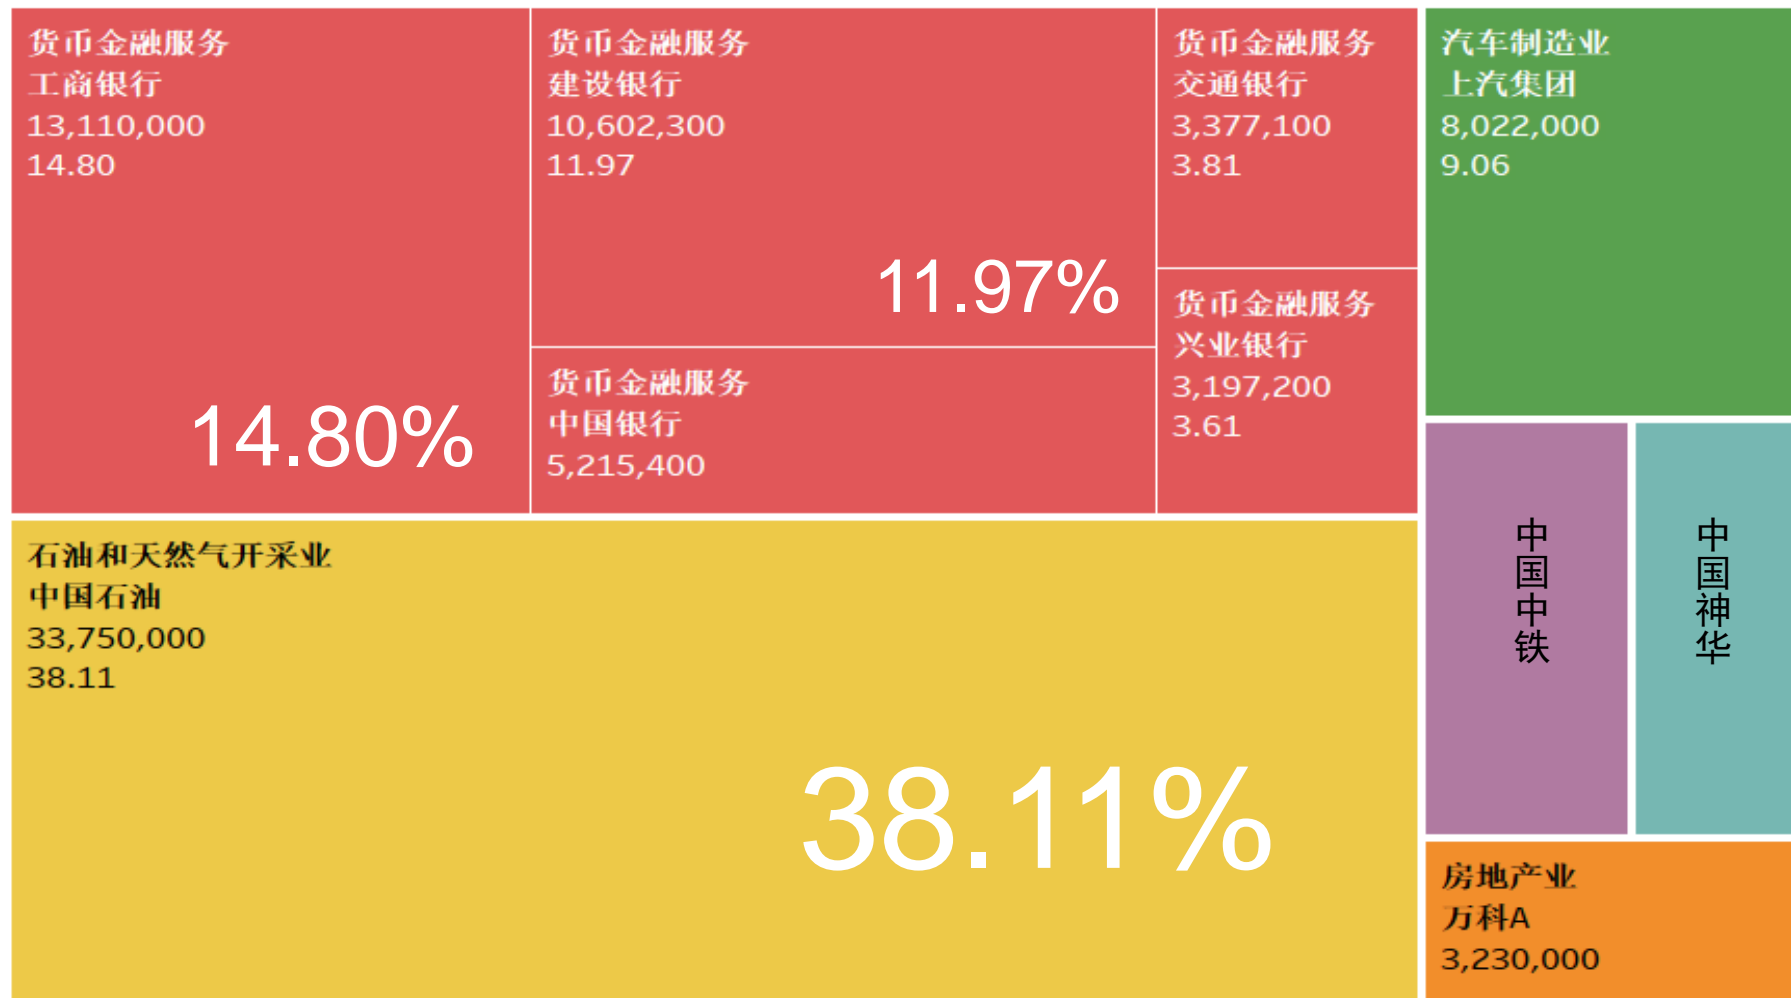 货币金融服务
工商银行
13,110,000
14.80
14.80%
货币金融服务
建设银行
10,602,300
11.97
11.97%
货币金融服务
中国银行
5,215,400
货币金融服务
交通银行
3,377,100
3.81
货币金融服务
兴业银行
3,197,200
3.61
汽车制造业
上汽集团
8,022,000
9.06
石油和天然气开采业
中国石油
33,750,000
38.11
38.11%
中国中铁
中国神华
房地产业
万科A
3,230,000